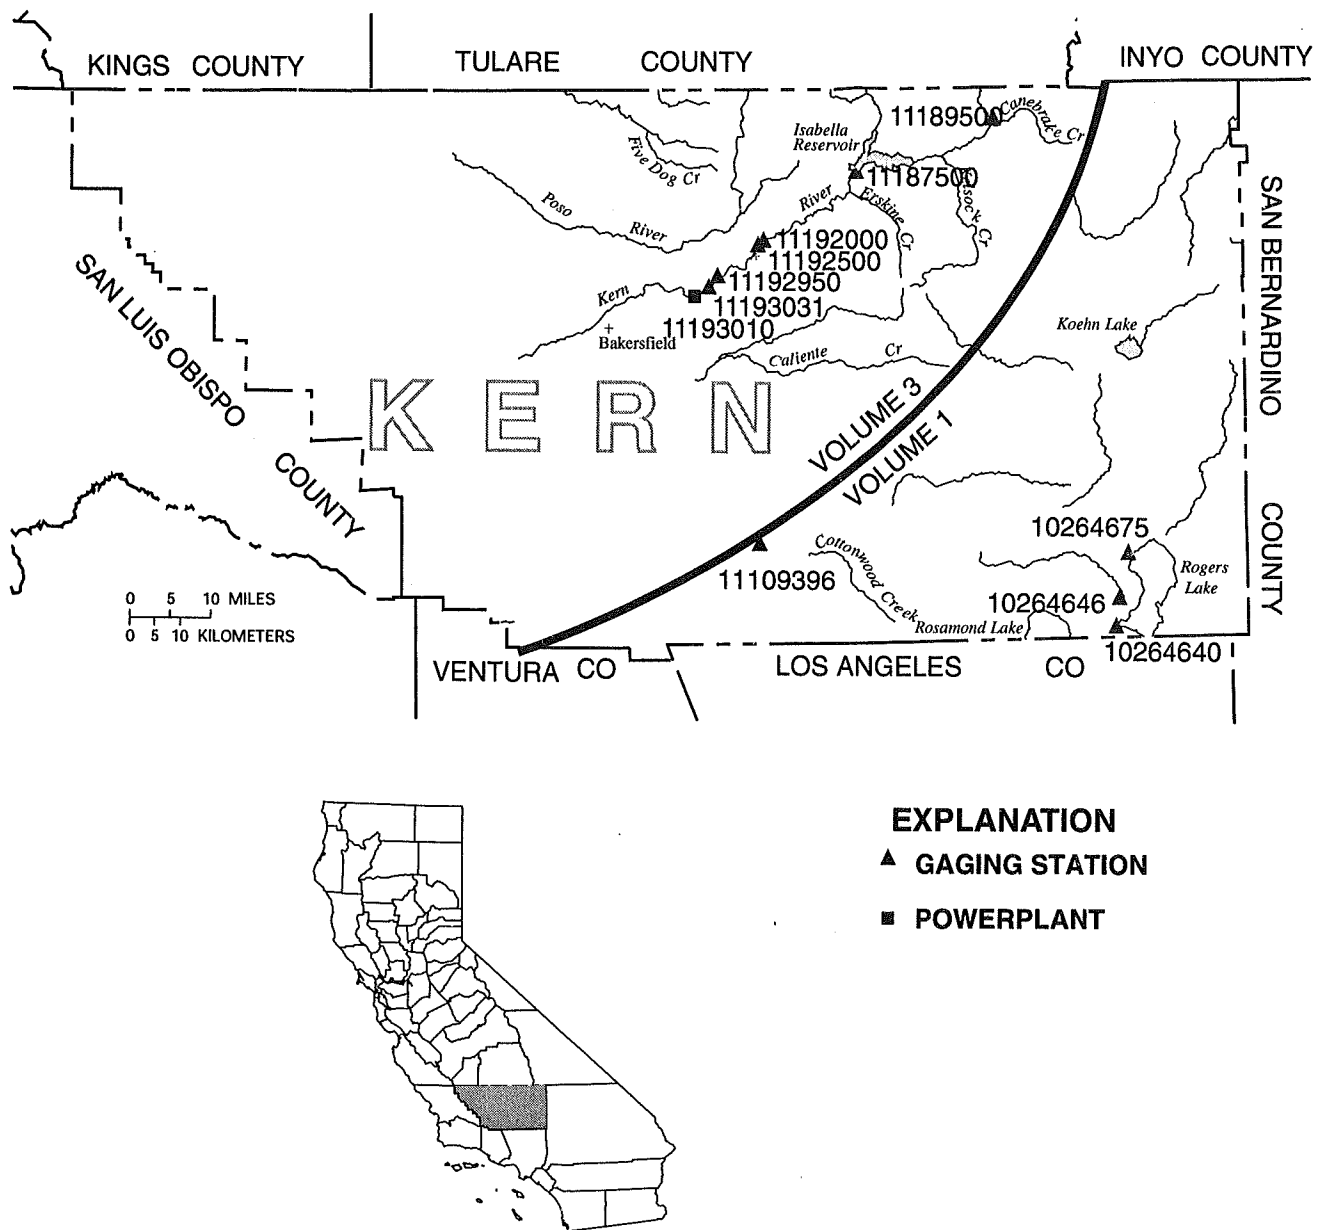 KINGS COUNTY
TULARE COUNTY
INYO COUNTY
11189500
Canebrake Cr
Isabella
Reservoir
11187500
Five Dog Cr
Poso River
River
Erskine Cr
11192000
11192500
11192950
11193031
11193010
Kern
Bakersfield
Caliente Cr
Koehn Lake
SAN LUIS OBISPO COUNTY
SAN BERNARDINO COUNTY
KERN
VOLUME 3
VOLUME 1
11109396
Cottonwood Creek
10264675
Rogers
Lake
10264646
Rosamond Lake
10264640
0 5 10 MILES
0 5 10 KILOMETERS
VENTURA CO
LOS ANGELES CO
EXPLANATION
GAGING STATION
POWERPLANT